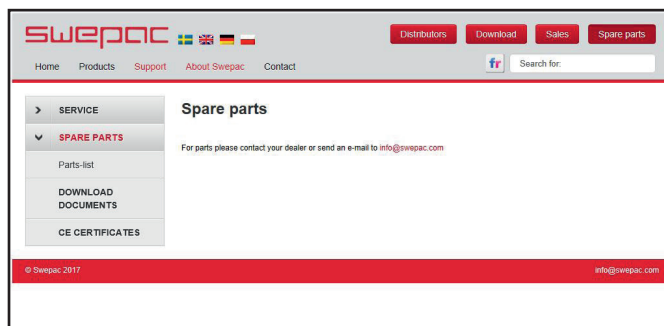 swepac
Distributors
Download
Sales
Spare parts
Home
Products
Support
About Swepac
Contact
fr
Search for:
SERVICE
SPARE PARTS
Parts-list
DOWNLOAD
DOCUMENTS
CE CERTIFICATES
Spare parts
For parts please contact your dealer or send an e-mail to info@swepac.com
© Swepac 2017
info@swepac.com